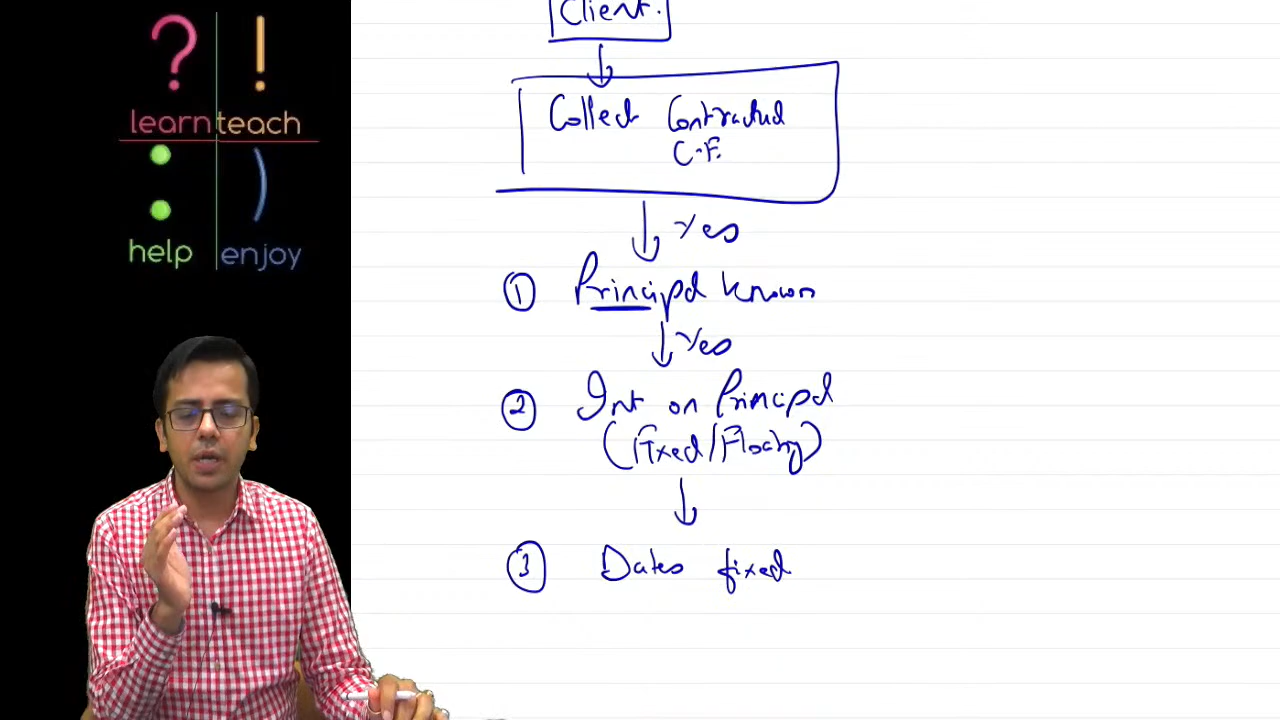 ? !
learn teach
: )
help enjoy
Client.
Collect Contracted
C.F.
Yes
① Principal known
Yes
② Int on Principal
(Fixed/Floating)
③ Dates fixed